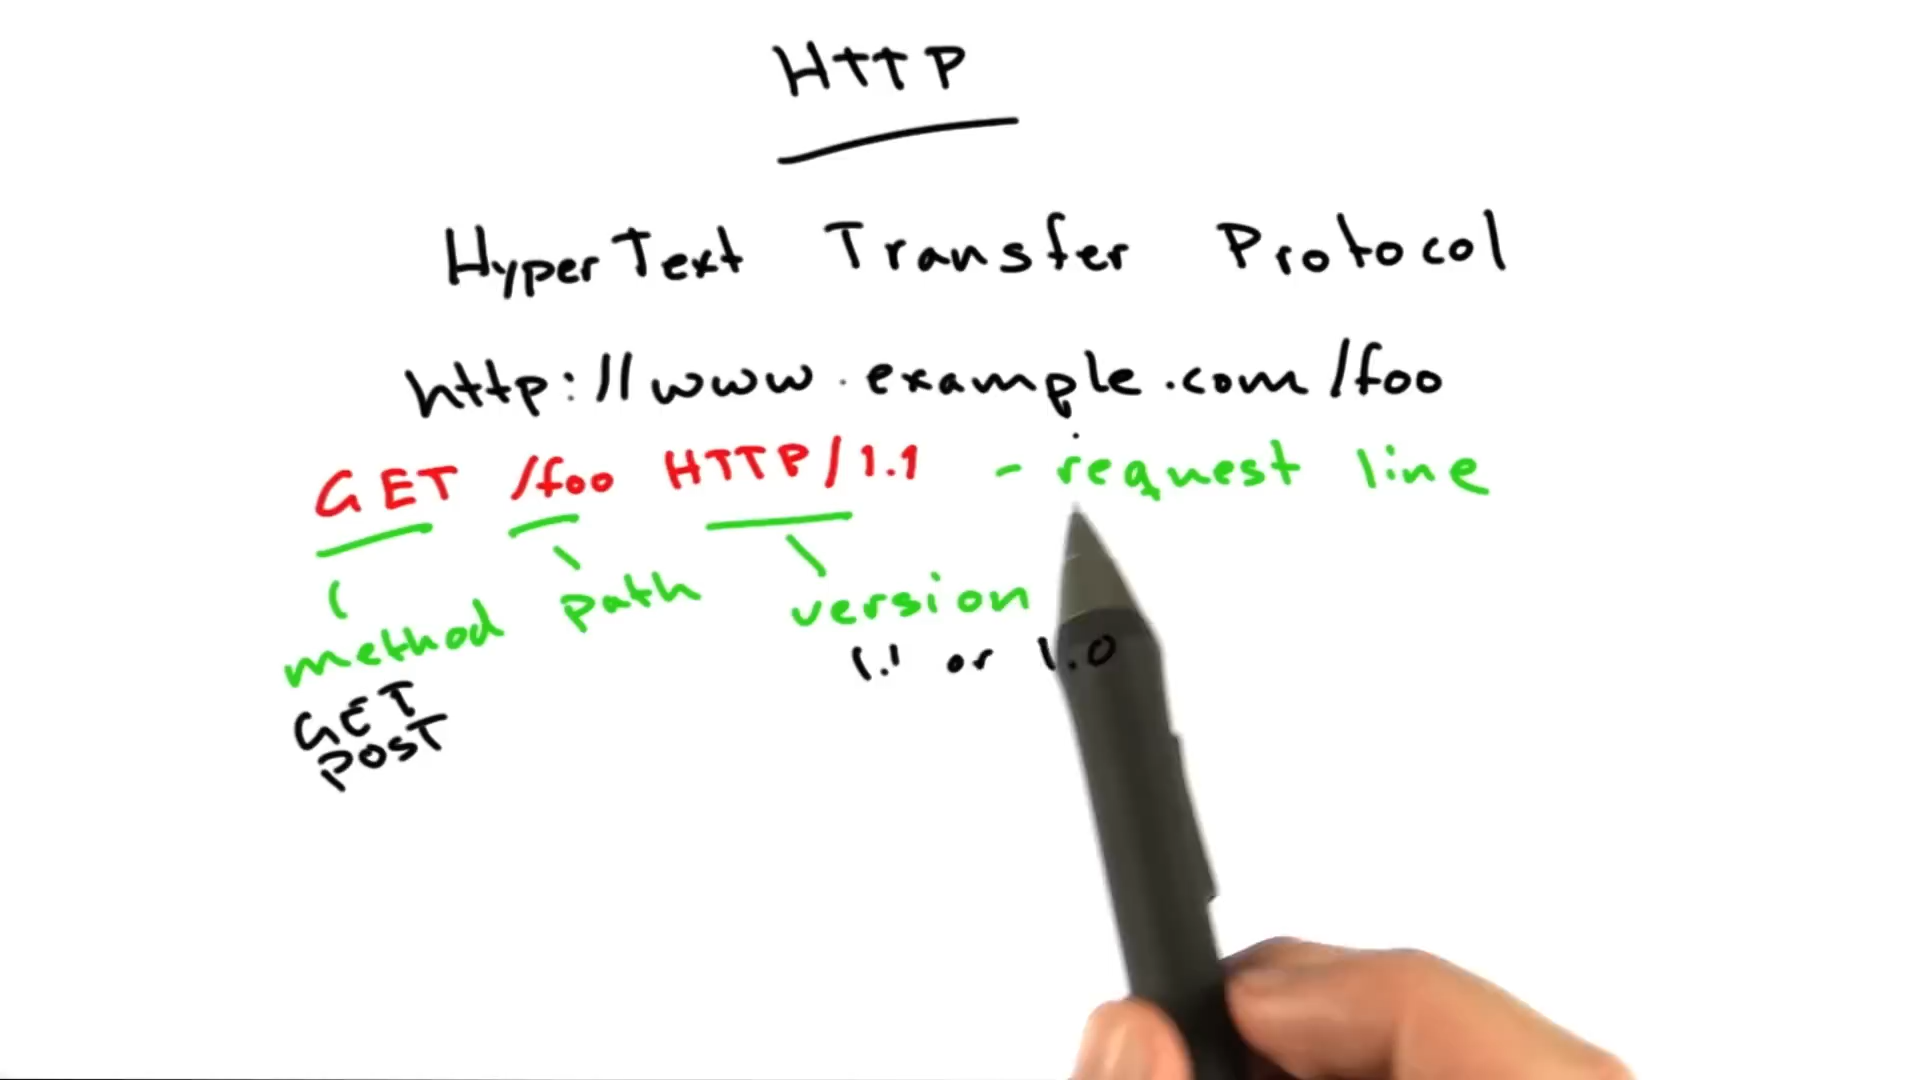 HTTP
HyperText Transfer Protocol
http://www.example.com/foo
GET /foo HTTP/1.1 - request line
method path version
1.1 or 1.0
GET
POST